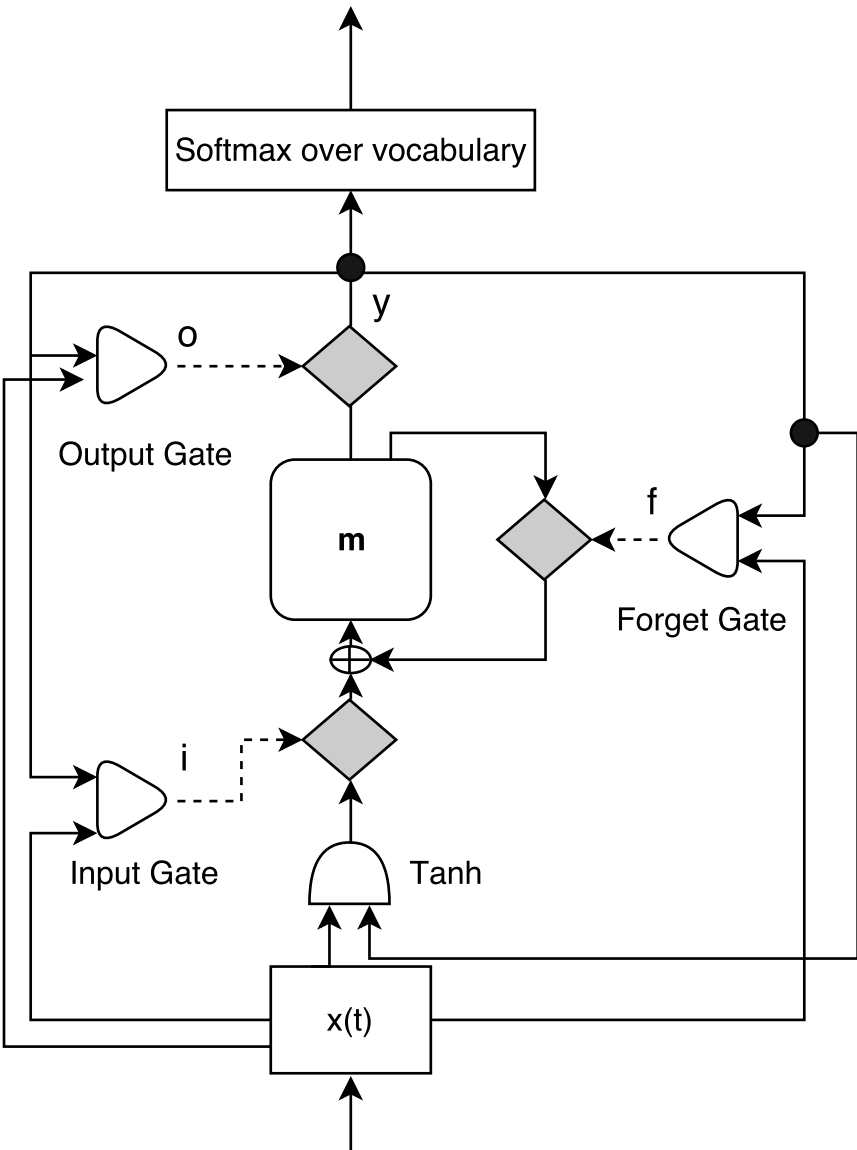 Softmax over vocabulary
y
o
Output Gate
m
f
Forget Gate
i
Input Gate
Tanh
x(t)